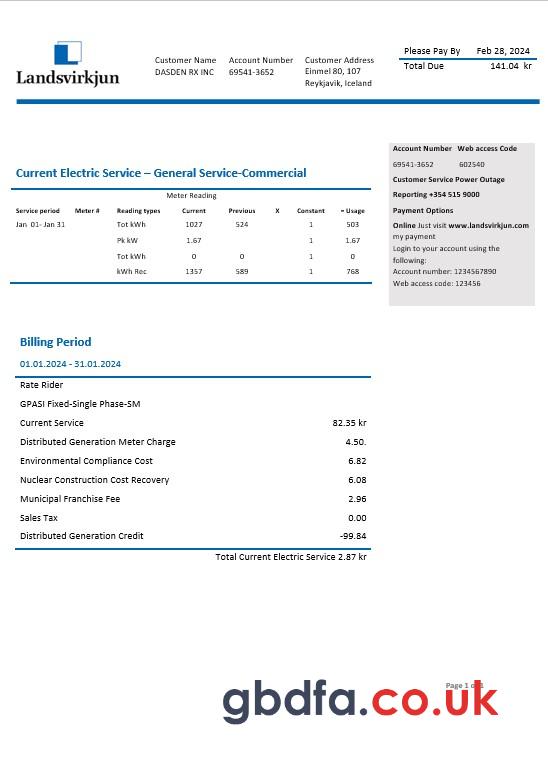 Landsvirkjun
Customer Name Account Number Customer Address
DASDEN RX INC 69541-3652 Einmel 80, 107
Reykjavik, Iceland
Please Pay By Feb 28, 2024
Total Due 141.04 kr
Account Number Web access Code
69541-3652 602540
Customer Service Power Outage
Reporting +354 515 9000
Payment Options
Online Just visit www.landsvirkjun.com
my payment
Login to your account using the
following:
Account number: 1234567890
Web access code: 123456
Current Electric Service – General Service-Commercial
Meter Reading
Service period Meter # Reading types Current Previous X Constant = Usage
Jan 01- Jan 31 Tot kWh 1027 524 1 503
Pk kW 1.67 1 1.67
Tot kWh 0 0 1 0
kWh Rec 1357 589 1 768
Billing Period
01.01.2024 - 31.01.2024
Rate Rider
GPASI Fixed-Single Phase-SM
Current Service 82.35 kr
Distributed Generation Meter Charge 4.50.
Environmental Compliance Cost 6.82
Nuclear Construction Cost Recovery 6.08
Municipal Franchise Fee 2.96
Sales Tax 0.00
Distributed Generation Credit -99.84
Total Current Electric Service 2.87 kr
Page 1 of 1
gbdfa.co.uk